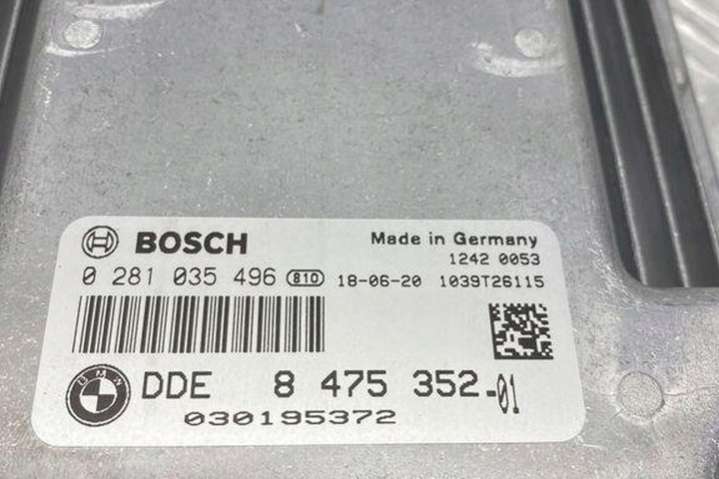 BOSCH
Made in Germany
1242 0053
0 281 035 496 810 18-06-20 1039T26115
BMW
DDE 8 475 352-01
030195372